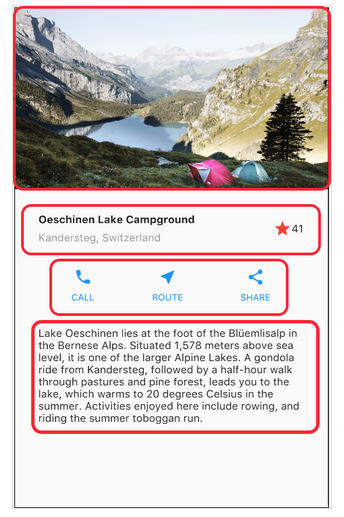 Oeschinen Lake Campground
Kandersteg, Switzerland
41
CALL
ROUTE
SHARE
Lake Oeschinen lies at the foot of the Blüemlisalp in
the Bernese Alps. Situated 1,578 meters above sea
level, it is one of the larger Alpine Lakes. A gondola
ride from Kandersteg, followed by a half-hour walk
through pastures and pine forest, leads you to the
lake, which warms to 20 degrees Celsius in the
summer. Activities enjoyed here include rowing, and
riding the summer toboggan run.